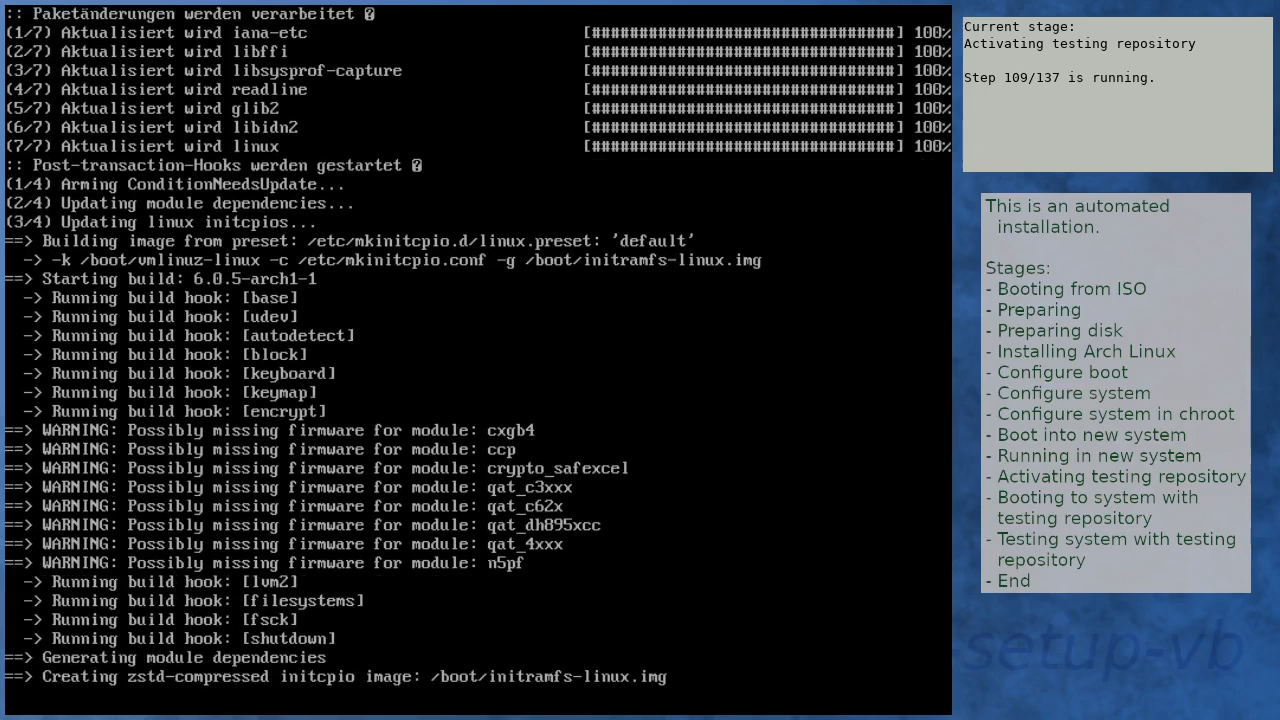 :: Paketänderungen werden verarbeitet �
(1/7) Aktualisiert wird iana-etc [################################] 100%
(2/7) Aktualisiert wird libffi [################################] 100%
(3/7) Aktualisiert wird libsysprof-capture [################################] 100%
(4/7) Aktualisiert wird readline [################################] 100%
(5/7) Aktualisiert wird glib2 [################################] 100%
(6/7) Aktualisiert wird libidn2 [################################] 100%
(7/7) Aktualisiert wird linux [################################] 100%
:: Post-transaction-Hooks werden gestartet �
(1/4) Arming ConditionNeedsUpdate...
(2/4) Updating module dependencies...
(3/4) Updating linux initcpios...
==> Building image from preset: /etc/mkinitcpio.d/linux.preset: 'default'
-> -k /boot/vmlinuz-linux -c /etc/mkinitcpio.conf -g /boot/initramfs-linux.img
==> Starting build: 6.0.5-arch1-1
-> Running build hook: [base]
-> Running build hook: [udev]
-> Running build hook: [autodetect]
-> Running build hook: [block]
-> Running build hook: [keyboard]
-> Running build hook: [keymap]
-> Running build hook: [encrypt]
==> WARNING: Possibly missing firmware for module: cxgb4
==> WARNING: Possibly missing firmware for module: ccp
==> WARNING: Possibly missing firmware for module: crypto_safexcel
==> WARNING: Possibly missing firmware for module: qat_c3xxx
==> WARNING: Possibly missing firmware for module: qat_c62x
==> WARNING: Possibly missing firmware for module: qat_dh895xcc
==> WARNING: Possibly missing firmware for module: qat_4xxx
==> WARNING: Possibly missing firmware for module: n5pf
-> Running build hook: [lvm2]
-> Running build hook: [filesystems]
-> Running build hook: [fsck]
-> Running build hook: [shutdown]
==> Generating module dependencies
==> Creating zstd-compressed initcpio image: /boot/initramfs-linux.img
Current stage:
Activating testing repository
Step 109/137 is running.
This is an automated
installation.
Stages:
- Booting from ISO
- Preparing
- Preparing disk
- Installing Arch Linux
- Configure boot
- Configure system
- Configure system in chroot
- Boot into new system
- Running in new system
- Activating testing repository
- Booting to system with
testing repository
- Testing system with testing
repository
- End
setup-vb